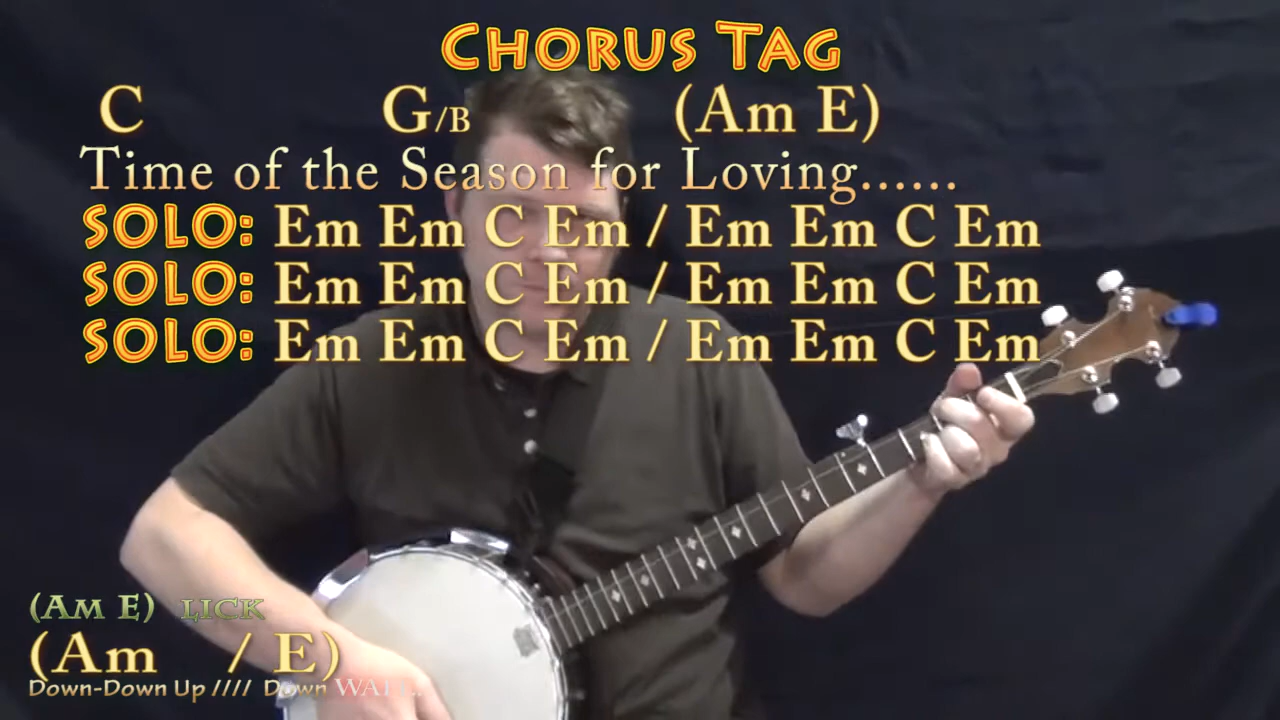 CHORUS TAG
C G/B (Am E)
Time of the Season for Loving......
SOLO: Em Em C Em / Em Em C Em
SOLO: Em Em C Em / Em Em C Em
SOLO: Em Em C Em / Em Em C Em
(AM E) LICK
(Am / E)
Down-Down Up //// Down WAIT..